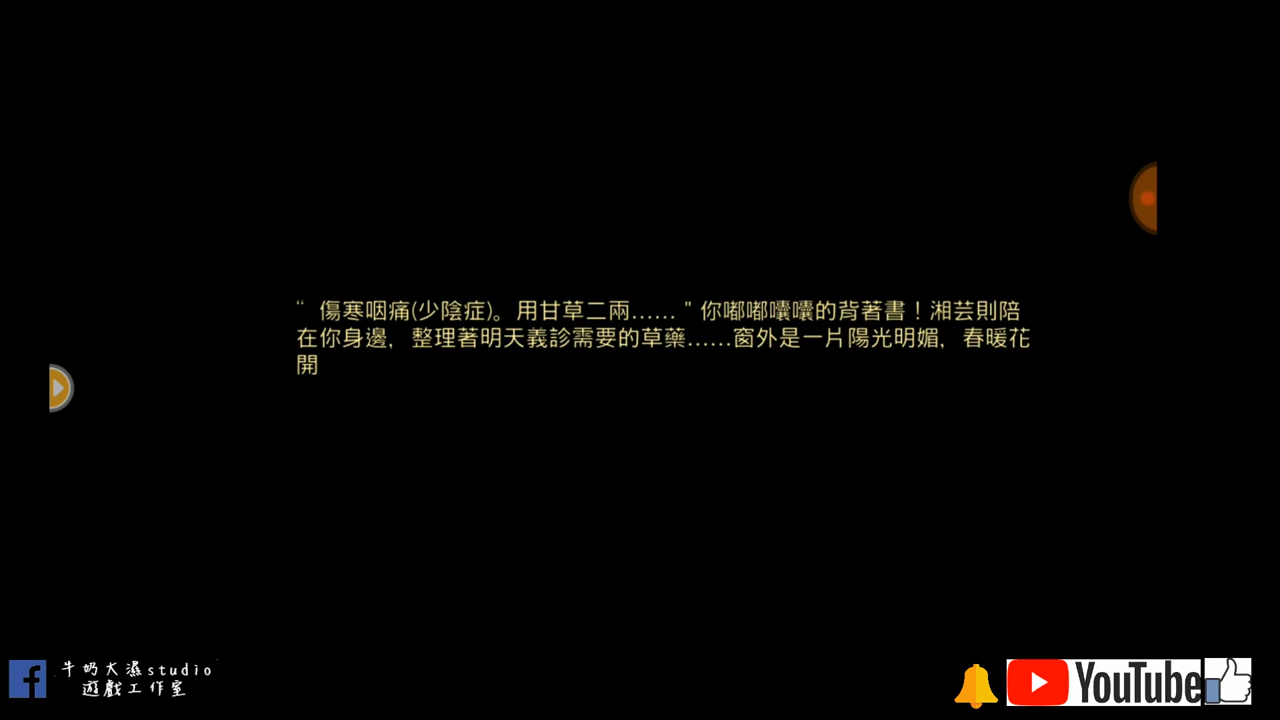 “ 傷寒咽痛(少陰症)。用甘草二兩……＂你嘟嘟囔囔的背著書！湘芸則陪
在你身邊，整理著明天義診需要的草藥……窗外是一片陽光明媚，春暖花
開
牛奶大濕studio
遊戲工作室
YouTube